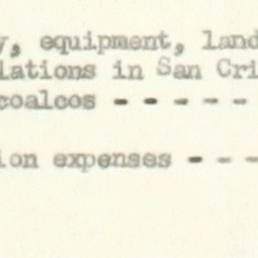 y, equipment, land
lations in San Cri
coalcos - - - - -
ion expenses - - -